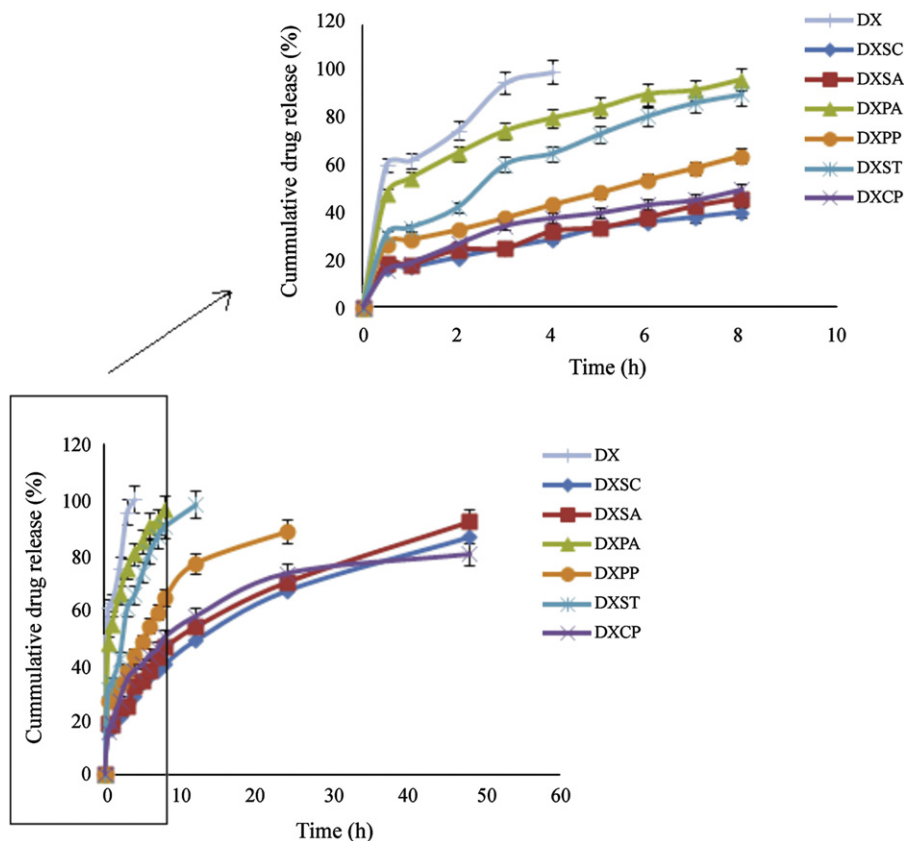 Cummulative drug release (%)
120
100
80
60
40
20
0
0 2 4 6 8 10
Time (h)
DX
DXSC
DXSA
DXPA
DXPP
DXST
DXCP
Cummulative drug release (%)
120
100
80
60
40
20
0
0 10 20 30 40 50 60
Time (h)
DX
DXSC
DXSA
DXPA
DXPP
DXST
DXCP